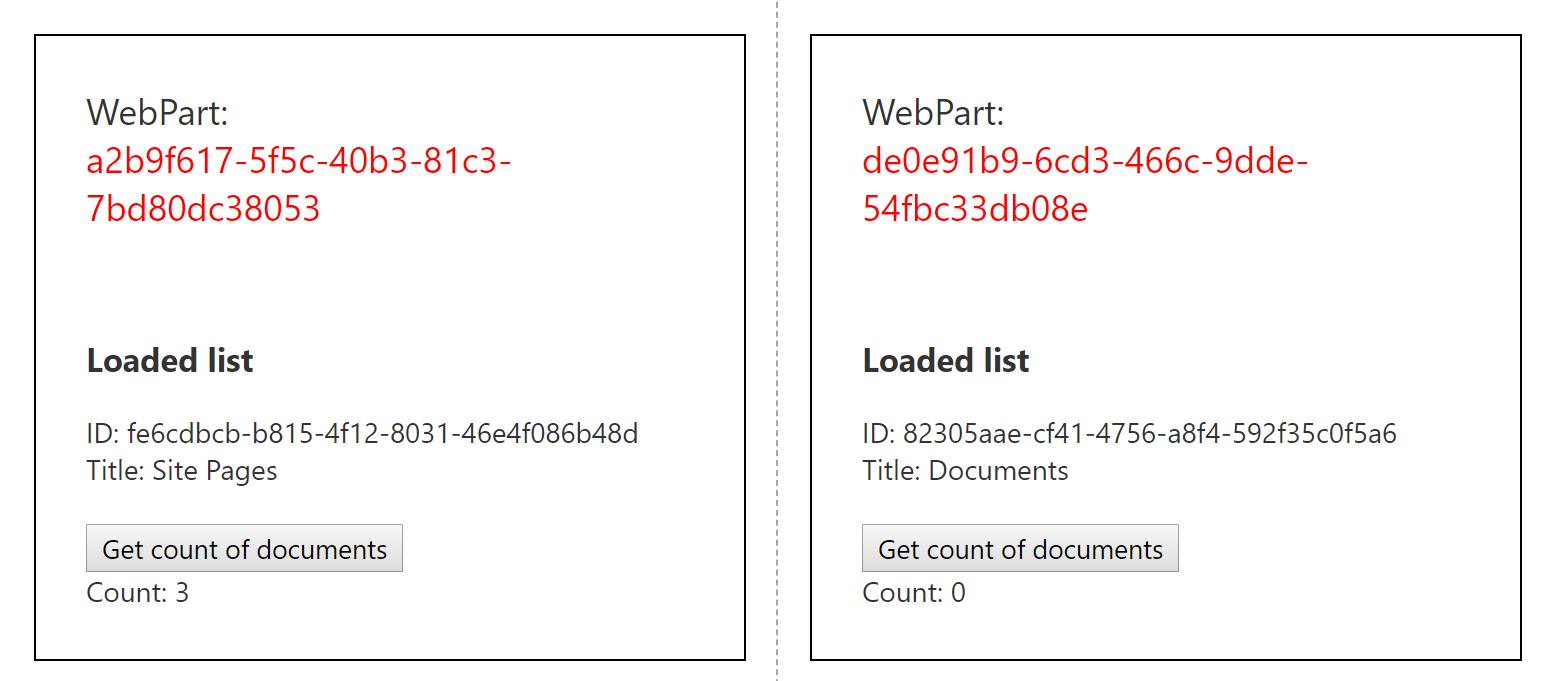 WebPart:
a2b9f617-5f5c-40b3-81c3-
7bd80dc38053
Loaded list
ID: fe6cdbcb-b815-4f12-8031-46e4f086b48d
Title: Site Pages
Get count of documents
Count: 3
WebPart:
de0e91b9-6cd3-466c-9dde-
54fbc33db08e
Loaded list
ID: 82305aae-cf41-4756-a8f4-592f35c0f5a6
Title: Documents
Get count of documents
Count: 0